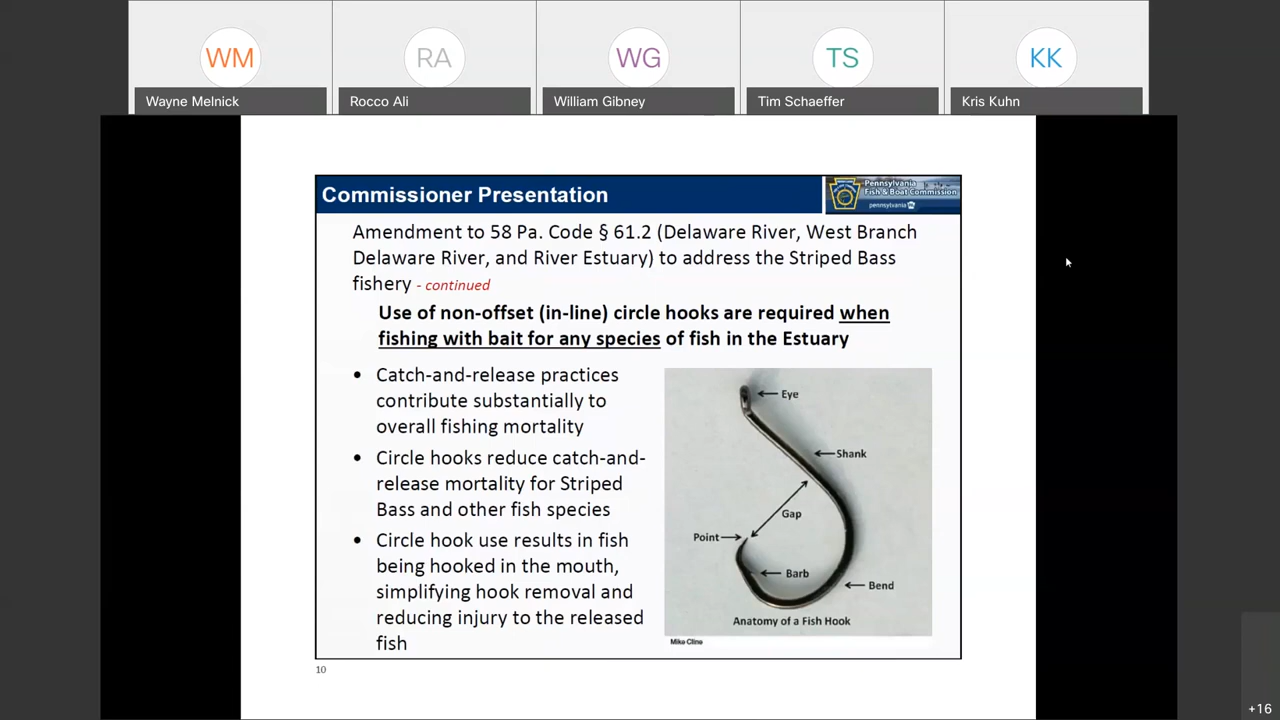 WM
RA
WG
TS
KK
Wayne Melnick
Rocco Ali
William Gibney
Tim Schaeffer
Kris Kuhn
Commissioner Presentation
Pennsylvania
Fish & Boat Commission
pennsylvania
Amendment to 58 Pa. Code § 61.2 (Delaware River, West Branch
Delaware River, and River Estuary) to address the Striped Bass
fishery - continued
Use of non-offset (in-line) circle hooks are required when
fishing with bait for any species of fish in the Estuary
• Catch-and-release practices
contribute substantially to
overall fishing mortality
• Circle hooks reduce catch-and-
release mortality for Striped
Bass and other fish species
• Circle hook use results in fish
being hooked in the mouth,
simplifying hook removal and
reducing injury to the released
fish
Eye
Shank
Gap
Point
Barb
Bend
Anatomy of a Fish Hook
Mike Cline
10
+16